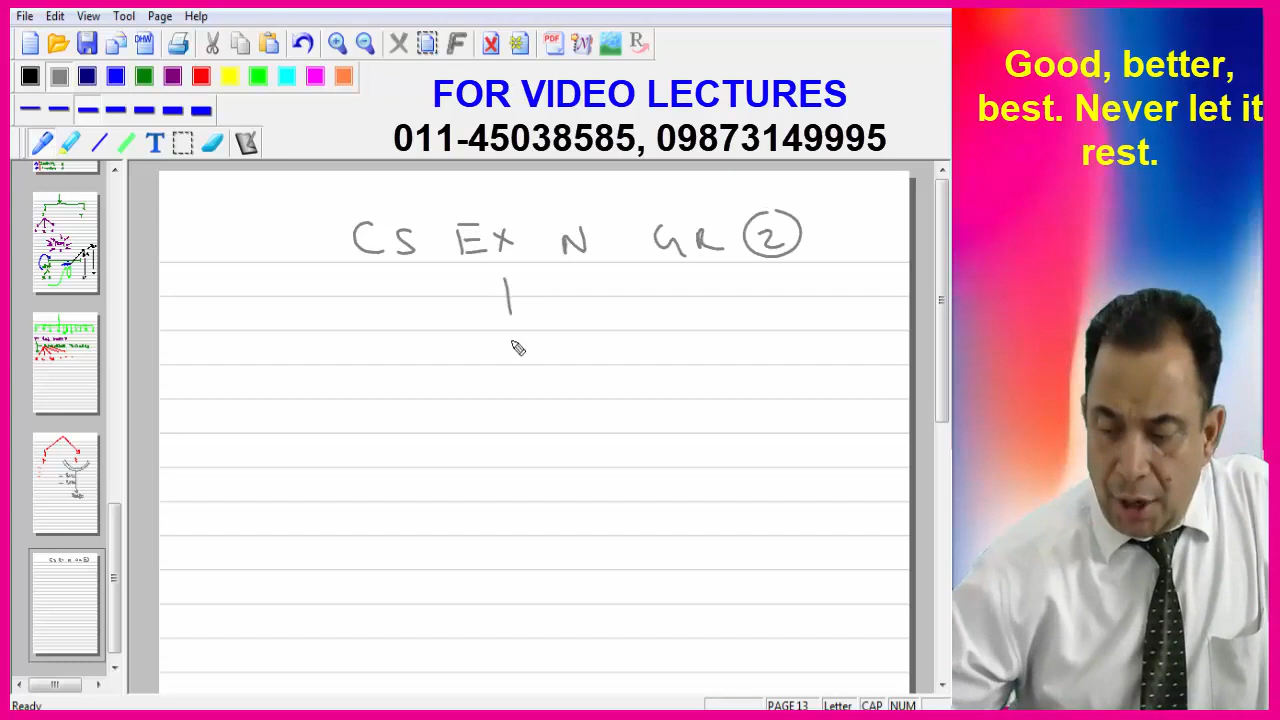 File Edit View Tool Page Help
FOR VIDEO LECTURES
011-45038585, 09873149995
Good, better,
best. Never let it
rest.
CS EX N GR 2
Ready
PAGE 13 Letter CAP NUM